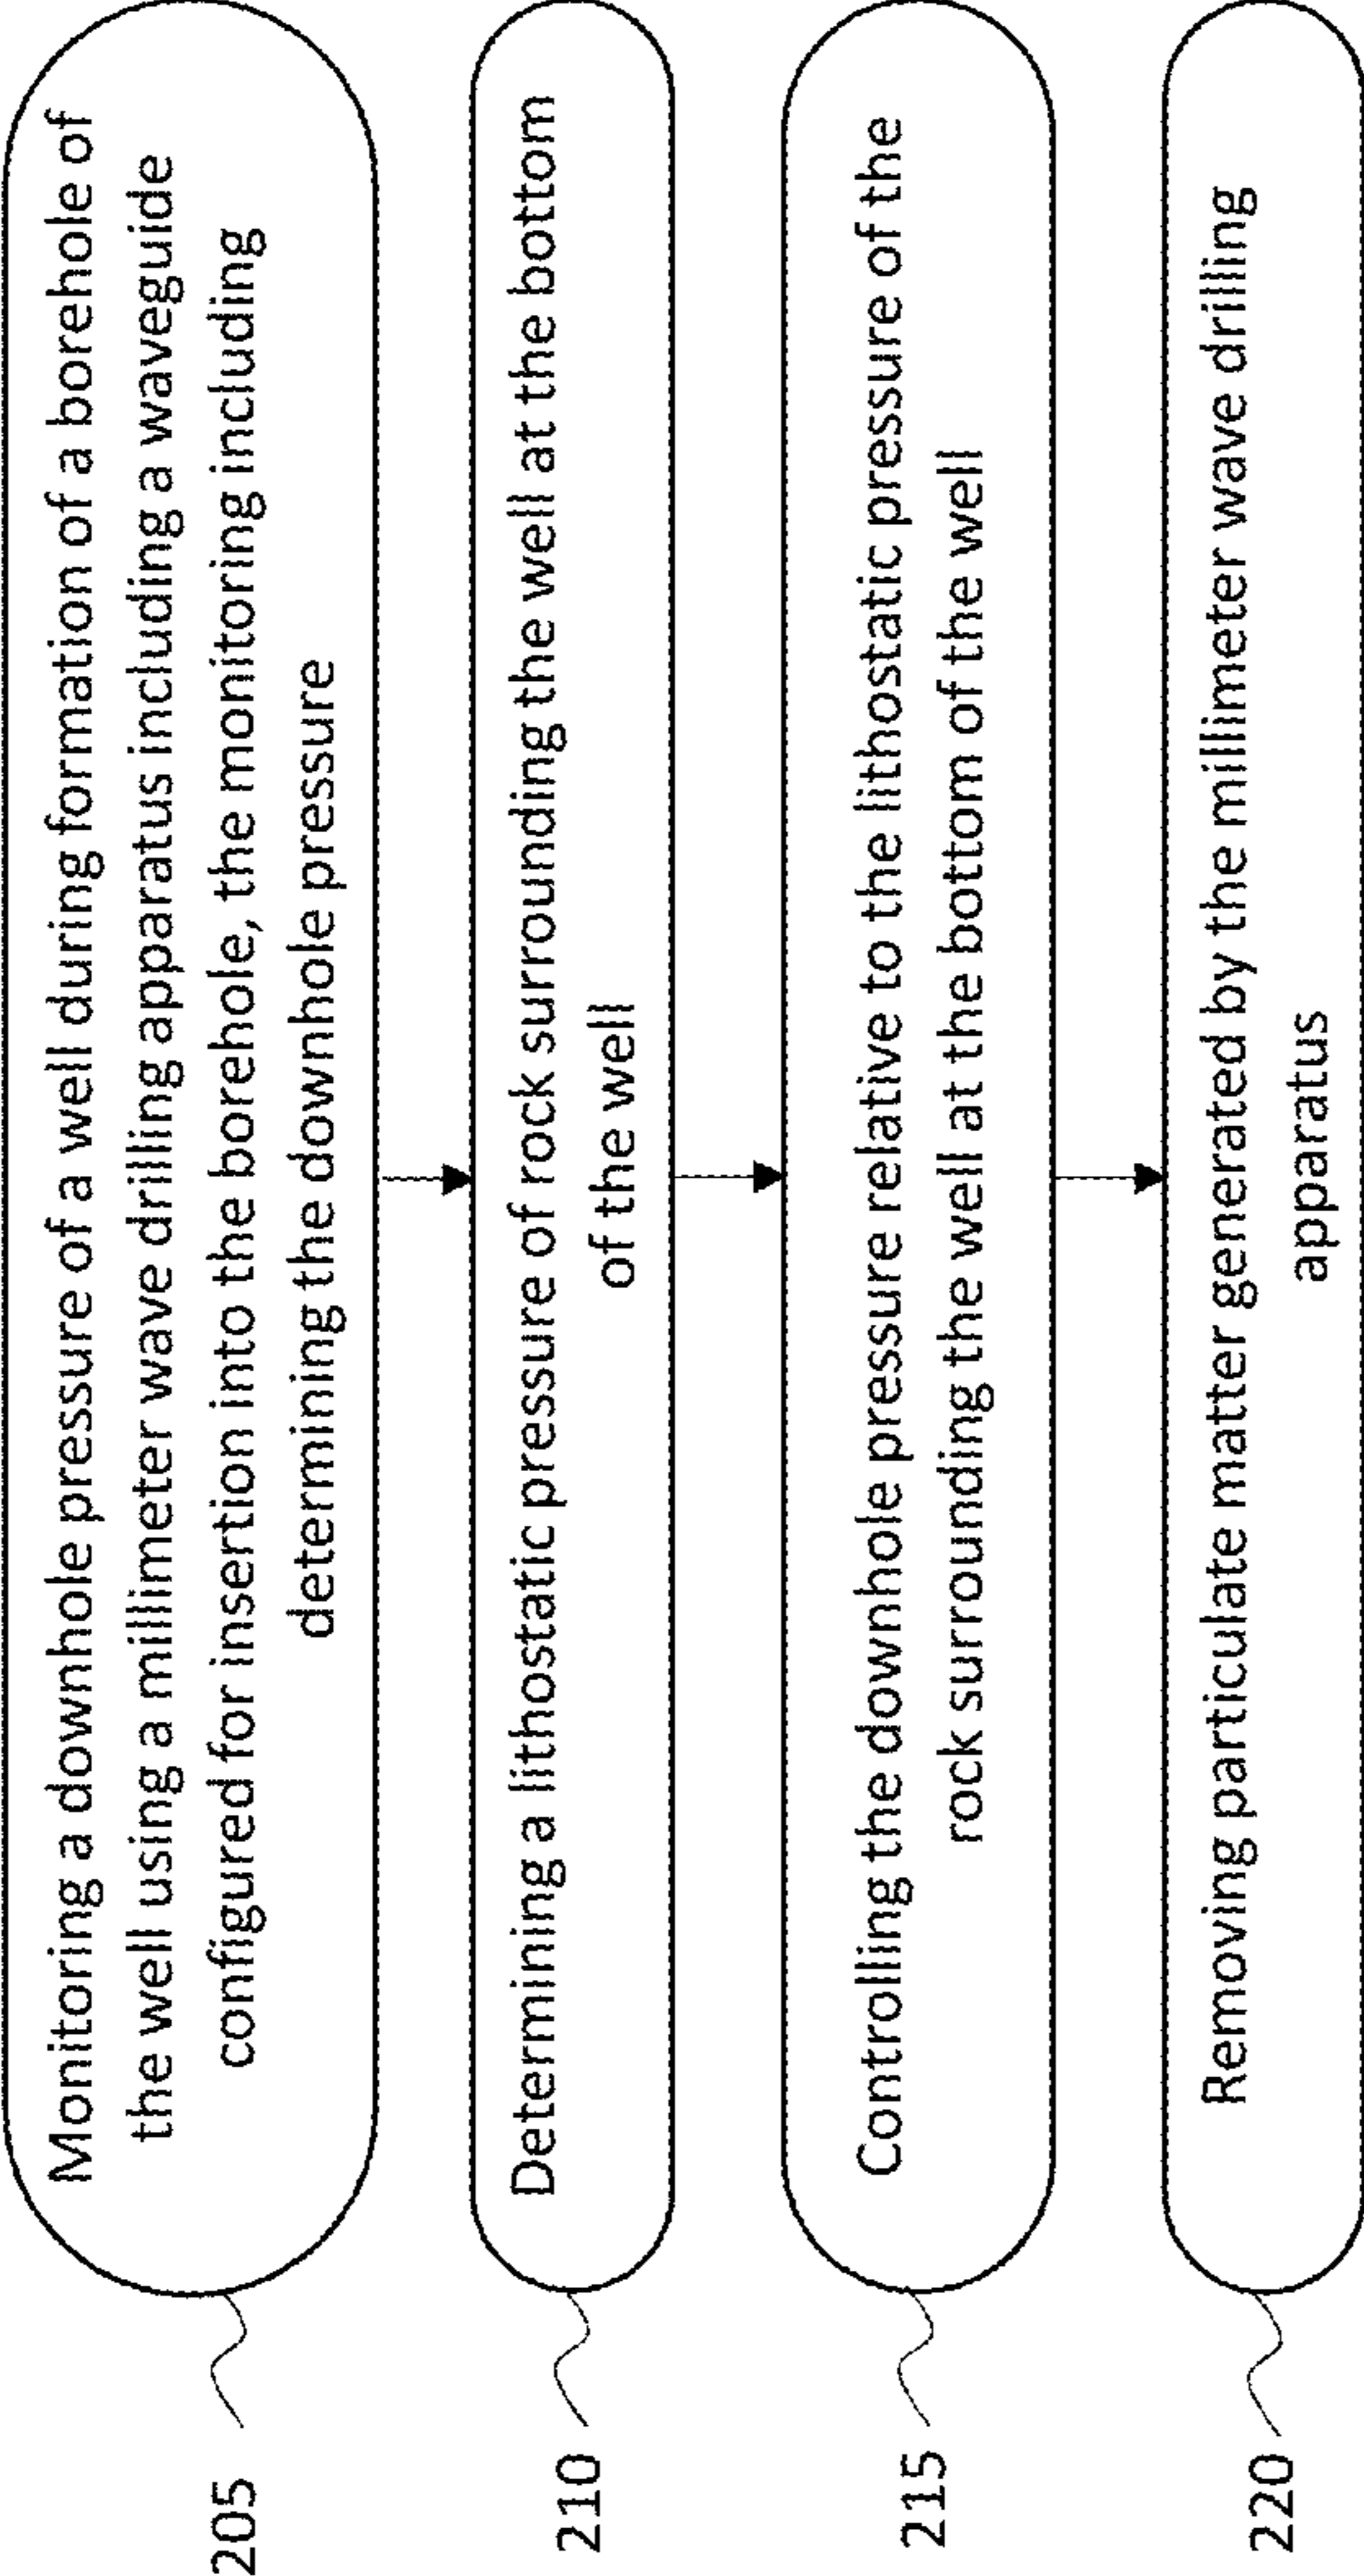 205
Monitoring a downhole pressure of a well during formation of a borehole of
the well using a millimeter wave drilling apparatus including a waveguide
configured for insertion into the borehole, the monitoring including
determining the downhole pressure
210
Determining a lithostatic pressure of rock surrounding the well at the bottom
of the well
215
Controlling the downhole pressure relative to the lithostatic pressure of the
rock surrounding the well at the bottom of the well
220
Removing particulate matter generated by the millimeter wave drilling
apparatus